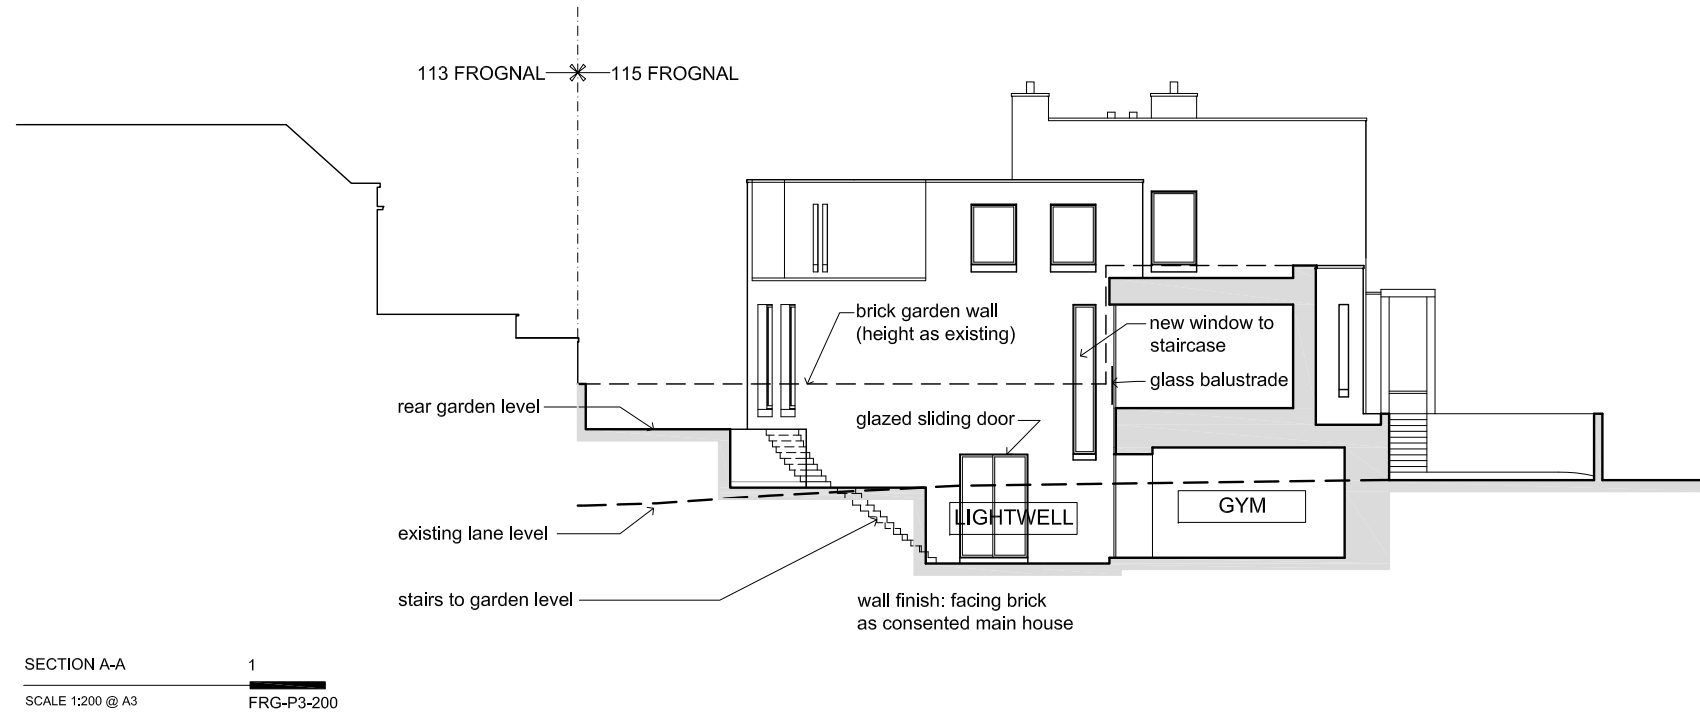 113 FROGNAL
115 FROGNAL
brick garden wall
(height as existing)
new window to
staircase
glass balustrade
rear garden level
glazed sliding door
LIGHTWELL
GYM
existing lane level
stairs to garden level
wall finish: facing brick
as consented main house
SECTION A-A
1
SCALE 1:200 @ A3
FRG-P3-200